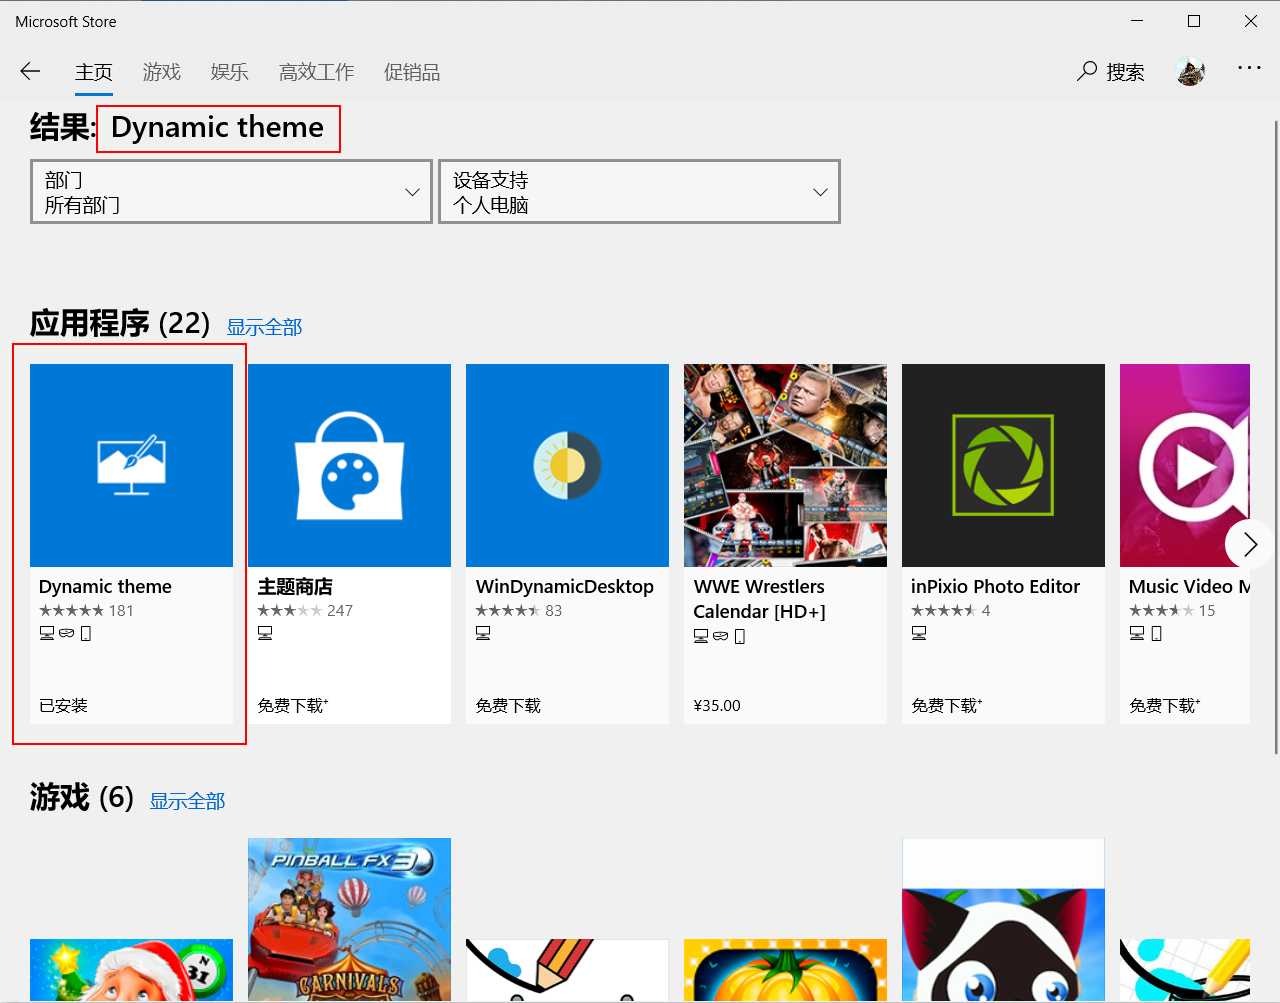 Microsoft Store
主页 游戏 娱乐 高效工作 促销品 搜索
结果: Dynamic theme
部门
所有部门
设备支持
个人电脑
应用程序 (22) 显示全部
Dynamic theme
181
已安装
主题商店
247
免费下载+
WinDynamicDesktop
83
免费下载
WWE Wrestlers
Calendar [HD+]
¥35.00
inPixio Photo Editor
4
免费下载+
Music Video M
15
免费下载+
游戏 (6) 显示全部
PINBALL FX3
CARNIVALS
N
31